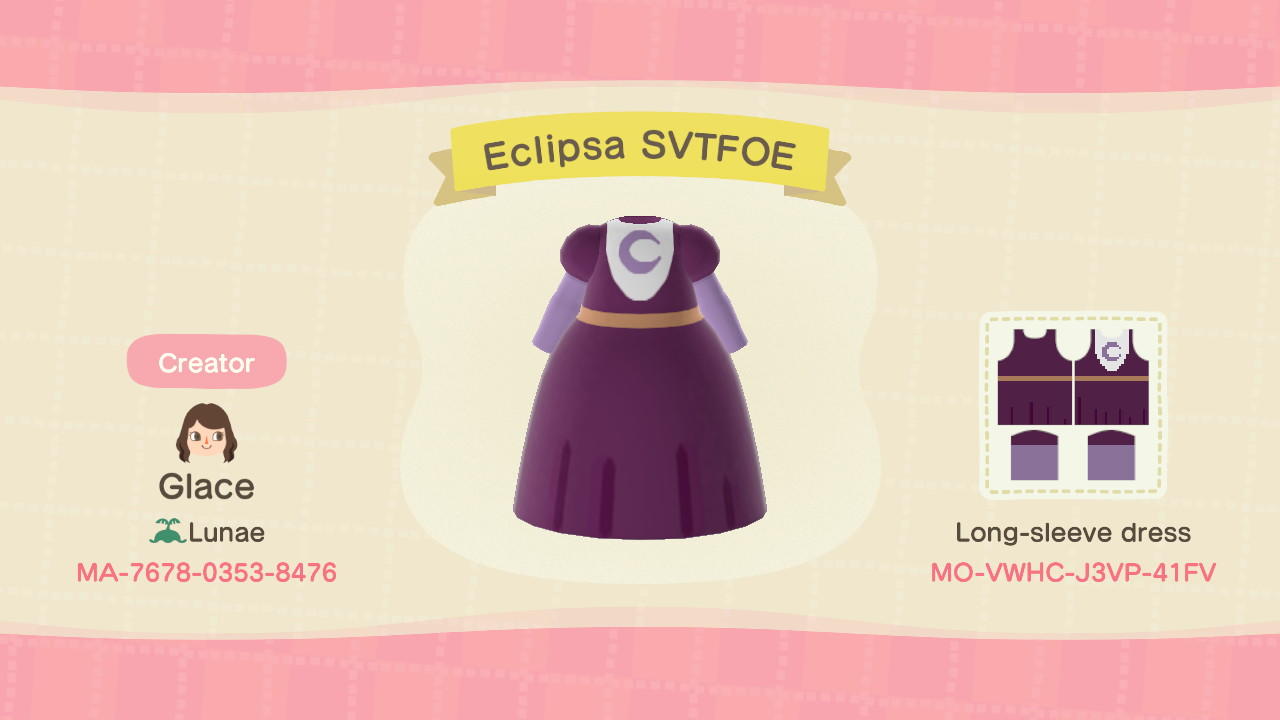 Eclipsa SVTFOE
Creator
Glace
Lunae
MA-7678-0353-8476
Long-sleeve dress
MO-VWHC-J3VP-41FV